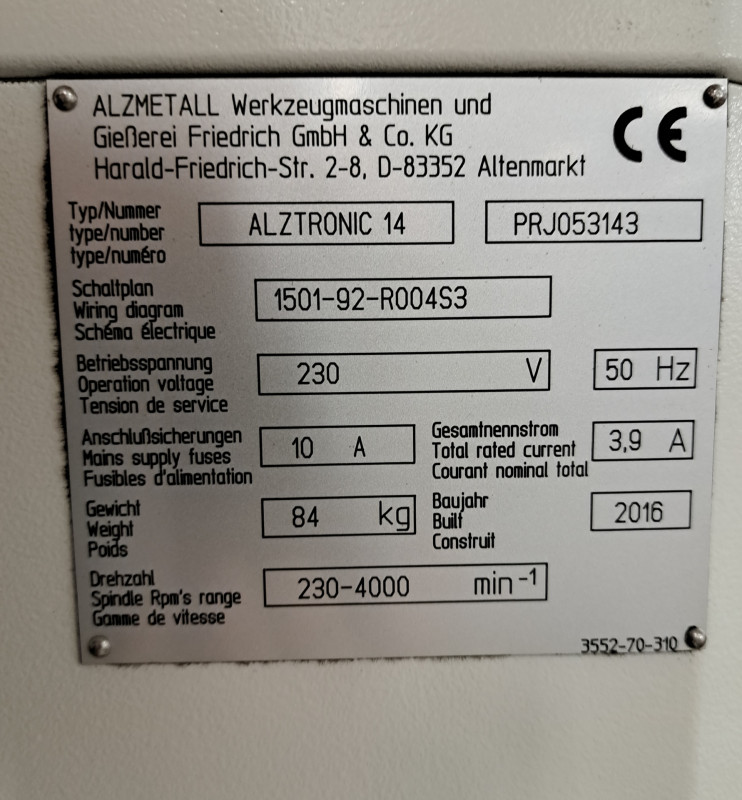 ALZMETALL Werkzeugmaschinen und
Gießerei Friedrich GmbH & Co. KG
Harald-Friedrich-Str. 2-8, D-83352 Altenmarkt
CE
Typ/Nummer
type/number
type/numéro
ALZTRONIC 14
PRJ053143
Schaltplan
Wiring diagram
Schéma électrique
1501-92-R004S3
Betriebsspannung
Operation voltage
Tension de service
230 V
50 Hz
Anschlußsicherungen
Mains supply fuses
Fusibles d'alimentation
10 A
Gesamtnennstrom
Total rated current
Courant nominal total
3,9 A
Gewicht
Weight
Poids
84 kg
Baujahr
Built
Construit
2016
Drehzahl
Spindle Rpm's range
Gamme de vitesse
230-4000 min⁻¹
3552-70-310